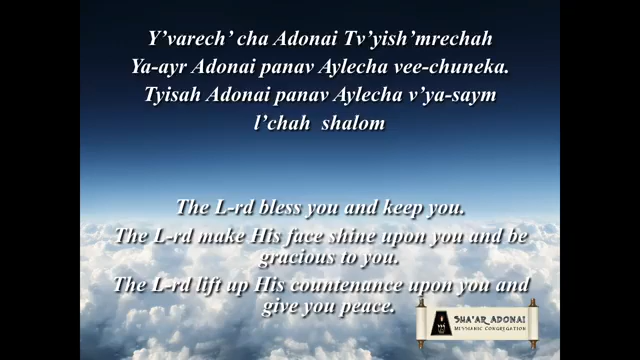 Y’varech’ cha Adonai Tv’yish’mrechah
Ya-ayr Adonai panav Aylecha vee-chuneka.
Tyisah Adonai panav Aylecha v’ya-saym
l’chah shalom
The L-rd bless you and keep you.
The L-rd make His face shine upon you and be
gracious to you.
The L-rd lift up His countenance upon you and
give you peace.
SHA'AR ADONAI
MESSIANIC CONGREGATION